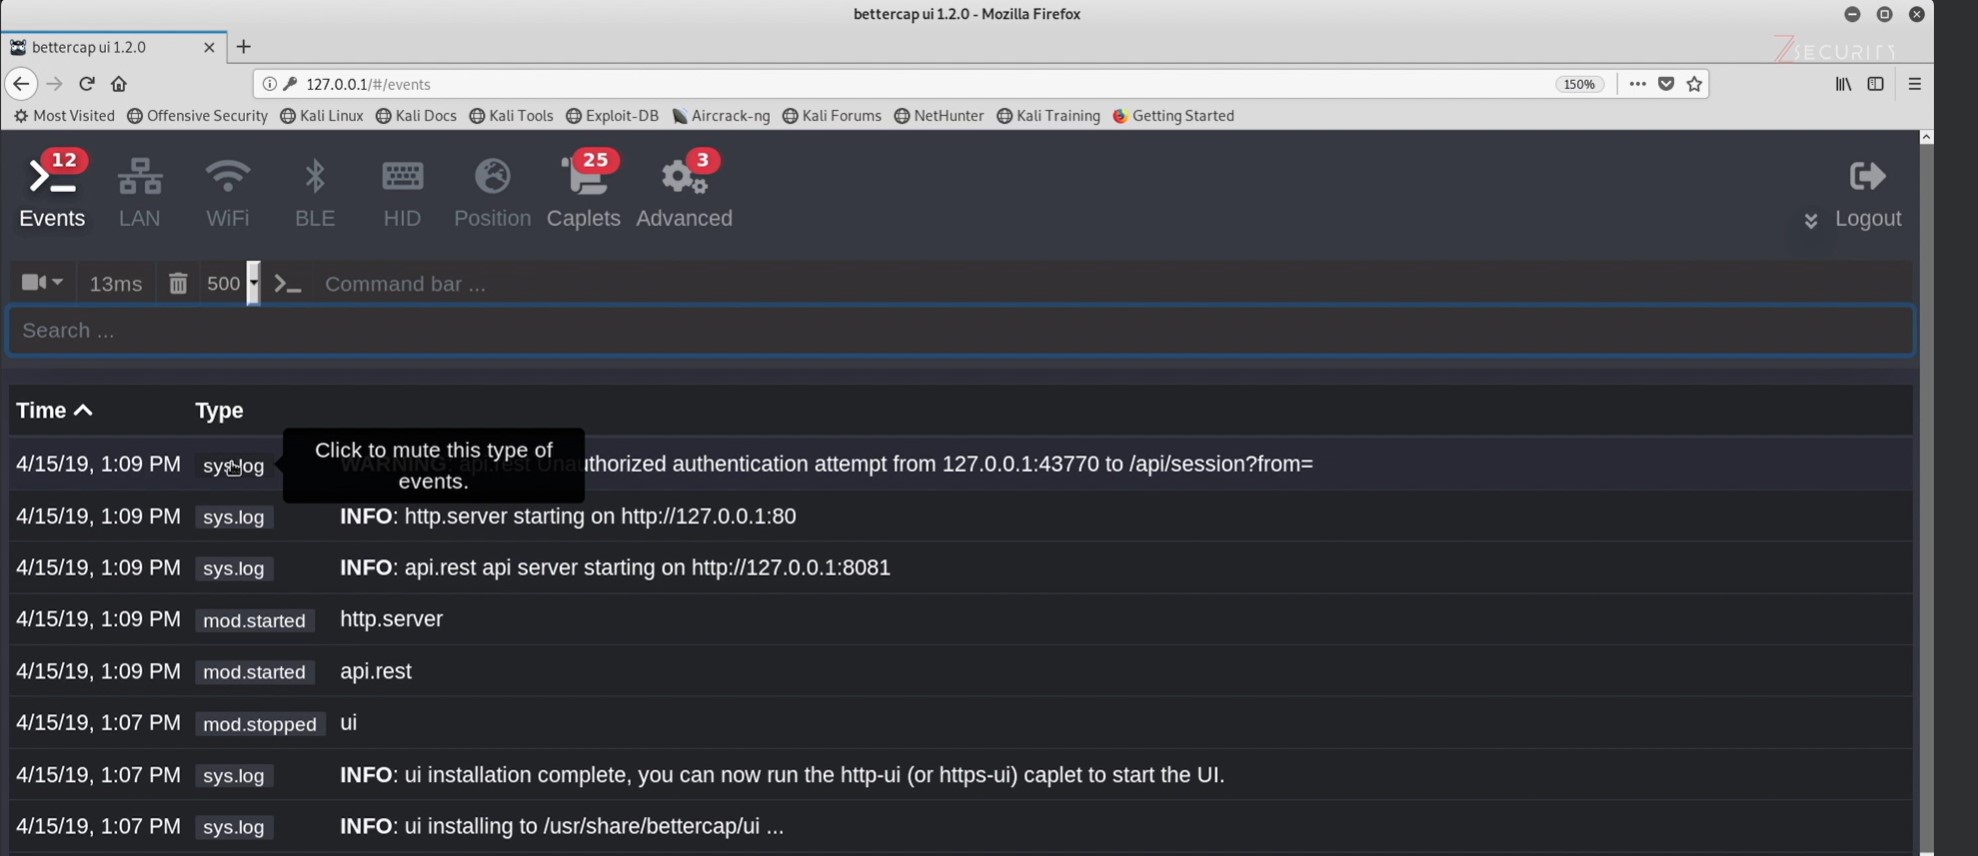 bettercap ui 1.2.0 - Mozilla Firefox
bettercap ui 1.2.0
ZSECURITY
127.0.0.1/#/events
150%
Most Visited Offensive Security Kali Linux Kali Docs Kali Tools Exploit-DB Aircrack-ng Kali Forums NetHunter Kali Training Getting Started
12 25 3
Events LAN WiFi BLE HID Position Caplets Advanced Logout
13ms 500 Command bar ...
Search ...
Time Type
Click to mute this type of
events.
4/15/19, 1:09 PM sys.log WARNING: api.rest Unauthorized authentication attempt from 127.0.0.1:43770 to /api/session?from=
4/15/19, 1:09 PM sys.log INFO: http.server starting on http://127.0.0.1:80
4/15/19, 1:09 PM sys.log INFO: api.rest api server starting on http://127.0.0.1:8081
4/15/19, 1:09 PM mod.started http.server
4/15/19, 1:09 PM mod.started api.rest
4/15/19, 1:07 PM mod.stopped ui
4/15/19, 1:07 PM sys.log INFO: ui installation complete, you can now run the http-ui (or https-ui) caplet to start the UI.
4/15/19, 1:07 PM sys.log INFO: ui installing to /usr/share/bettercap/ui ...